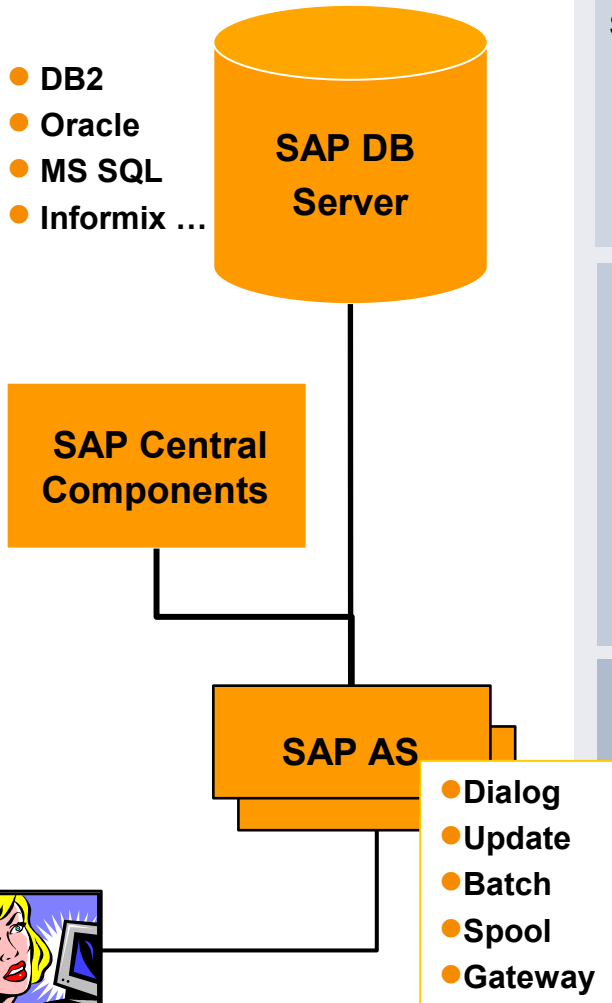 DB2
Oracle
MS SQL
Informix …
SAP DB
Server
SAP Central
Components
SAP AS
Dialog
Update
Batch
Spool
Gateway